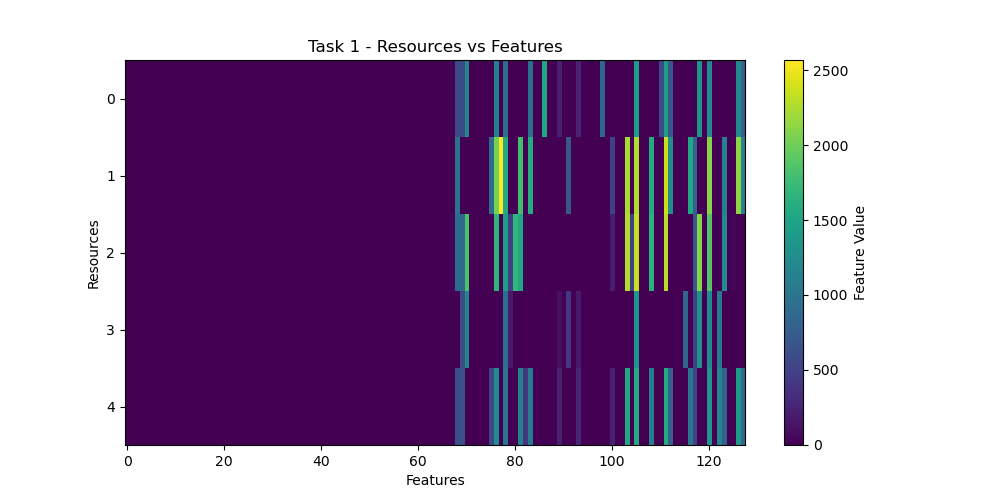 Task 1 - Resources vs Features
Resources
0
1
2
3
4
0 20 40 60 80 100 120
Features
2500
2000
1500
1000
500
0
Feature Value